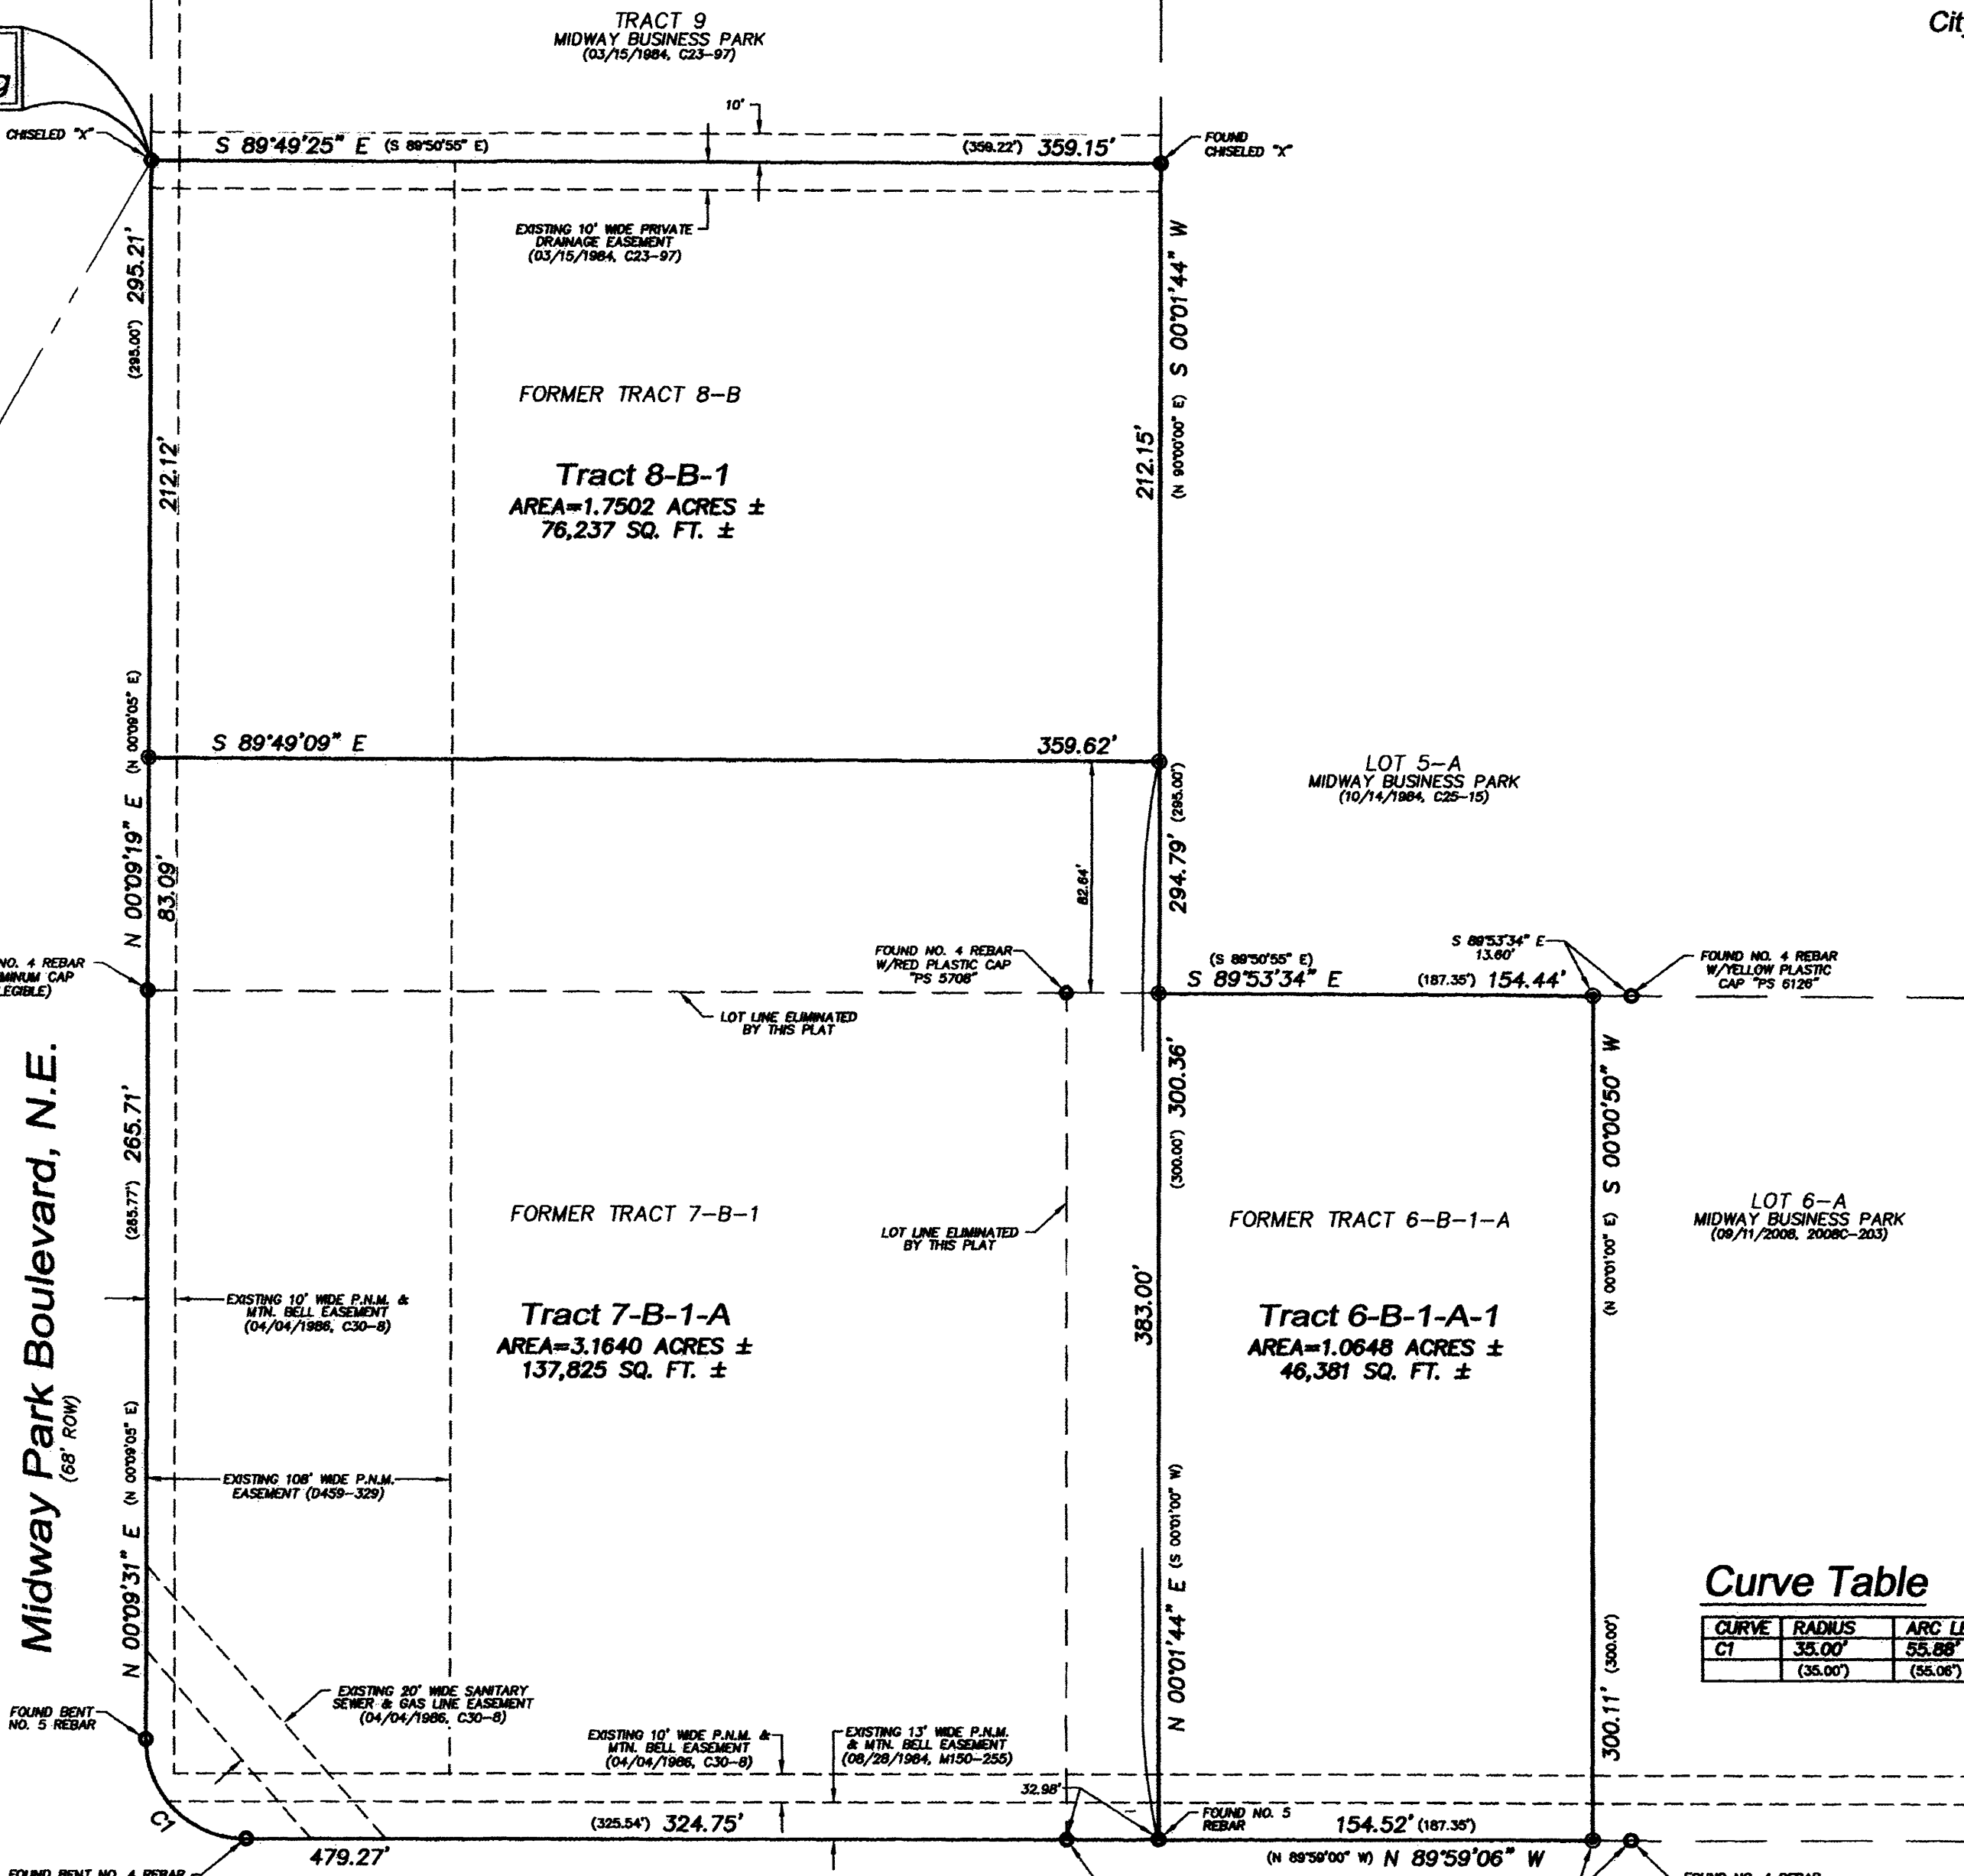 TRACT 9
MIDWAY BUSINESS PARK
(03/15/1984, C23-97)
10'
CHISELED "X"
S 89°49'25" E (S 89°50'55" E)
(359.22') 359.15'
FOUND
CHISELED "X"
EXISTING 10' WIDE PRIVATE
DRAINAGE EASEMENT
(03/15/1984, C23-97)
(295.00') 295.21'
212.12'
FORMER TRACT 8-B
Tract 8-B-1
AREA=1.7502 ACRES ±
76,237 SQ. FT. ±
212.15'
(N 90°00'00" E) S 00°01'44" W
N 00°09'19" E (N 00°09'05" E)
83.09'
S 89°49'09" E
359.62'
82.64'
294.79' (295.00')
LOT 5-A
MIDWAY BUSINESS PARK
(10/14/1984, C25-15)
NO. 4 REBAR
FOUND NO. 4 REBAR
W/RED PLASTIC CAP
"PS 5708"
LOT LINE ELIMINATED
BY THIS PLAT
(S 89°50'55" E)
S 89°53'34" E
(187.35') 154.44'
S 89°53'34" E
13.60'
FOUND NO. 4 REBAR
W/YELLOW PLASTIC
CAP "PS 6126"
Midway Park Boulevard, N.E.
(68' ROW)
(265.77') 265.71'
N 00°09'31" E (N 00°09'05" E)
FORMER TRACT 7-B-1
Tract 7-B-1-A
AREA=3.1640 ACRES ±
137,825 SQ. FT. ±
LOT LINE ELIMINATED
BY THIS PLAT
(300.00') 300.36'
383.00'
N 00°01'44" E (S 00°01'00" W)
FORMER TRACT 6-B-1-A
Tract 6-B-1-A-1
AREA=1.0648 ACRES ±
46,381 SQ. FT. ±
(N 00°01'00" E) S 00°00'50" W
300.11' (300.00')
LOT 6-A
MIDWAY BUSINESS PARK
(09/11/2008, 2008C-203)
EXISTING 10' WIDE P.N.M. &
MTN. BELL EASEMENT
(04/04/1986, C30-8)
EXISTING 108' WIDE P.N.M.
EASEMENT (D459-329)
EXISTING 20' WIDE SANITARY
SEWER & GAS LINE EASEMENT
(04/04/1986, C30-8)
FOUND BENT
NO. 5 REBAR
EXISTING 10' WIDE P.N.M. &
MTN. BELL EASEMENT
(04/04/1986, C30-8)
EXISTING 13' WIDE P.N.M.
& MTN. BELL EASEMENT
(08/28/1984, M150-255)
32.98'
C1
(325.54') 324.75'
FOUND NO. 5
REBAR
154.52' (187.35')
479.27'
(N 89°59'00" W) N 89°59'06" W
FOUND BENT NO. 4 REBAR
FOUND NO. 4 REBAR
Curve Table
CURVE RADIUS ARC
C1 35.00' 55.88'
(35.00') (55.06')